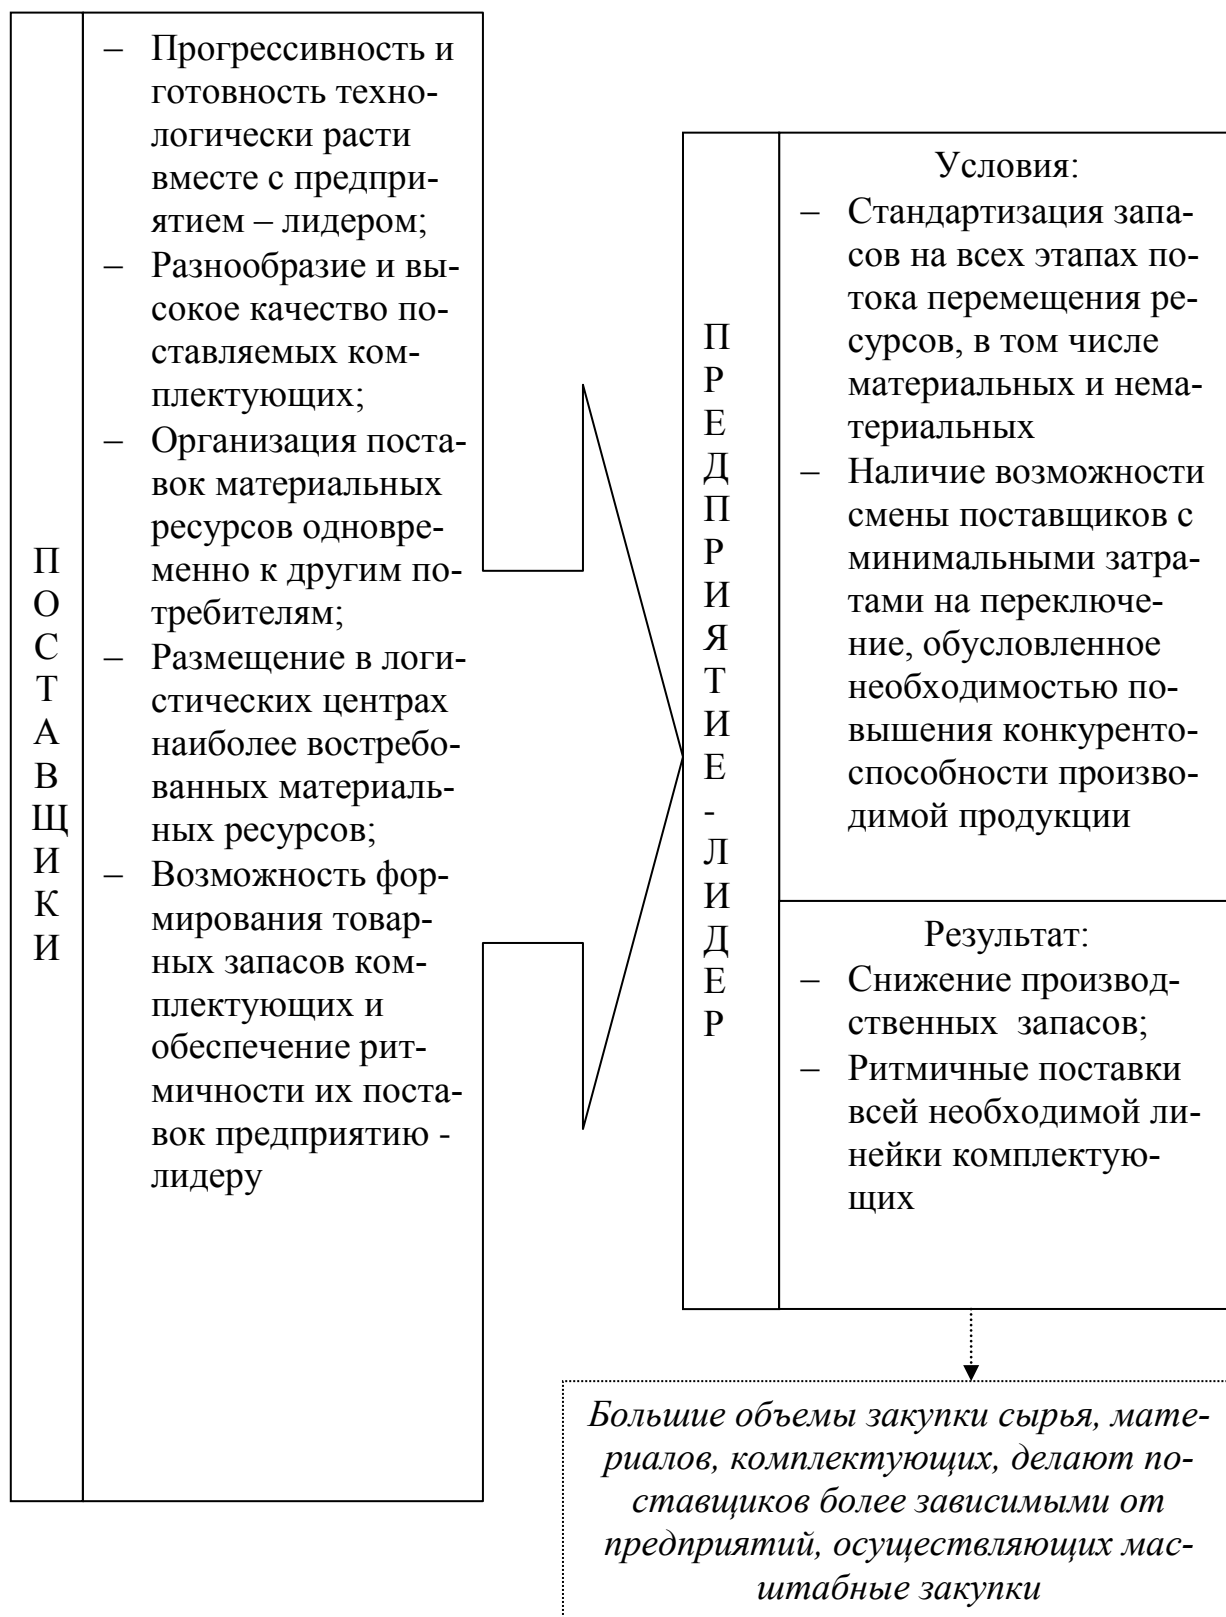 ПОСТАВЩИКИ
– Прогрессивность и
готовность техно-
логически расти
вместе с предпри-
ятием – лидером;
– Разнообразие и вы-
сокое качество по-
ставляемых ком-
плектующих;
– Организация поста-
вок материальных
ресурсов одновре-
менно к другим по-
требителям;
– Размещение в логи-
стических центрах
наиболее востребо-
ванных материаль-
ных ресурсов;
– Возможность фор-
мирования товар-
ных запасов ком-
плектующих и
обеспечение рит-
мичности их поста-
вок предприятию -
лидеру
ПРЕДПРИЯТИЕ-ЛИДЕР
Условия:
– Стандартизация запа-
сов на всех этапах по-
тока перемещения ре-
сурсов, в том числе
материальных и нема-
териальных
– Наличие возможности
смены поставщиков с
минимальными затра-
тами на переключе-
ние, обусловленное
необходимостью по-
вышения конкуренто-
способности произво-
димой продукции
Результат:
– Снижение производ-
ственных запасов;
– Ритмичные поставки
всей необходимой ли-
нейки комплектую-
щих
Большие объемы закупки сырья, мате-
риалов, комплектующих, делают по-
ставщиков более зависимыми от
предприятий, осуществляющих мас-
штабные закупки